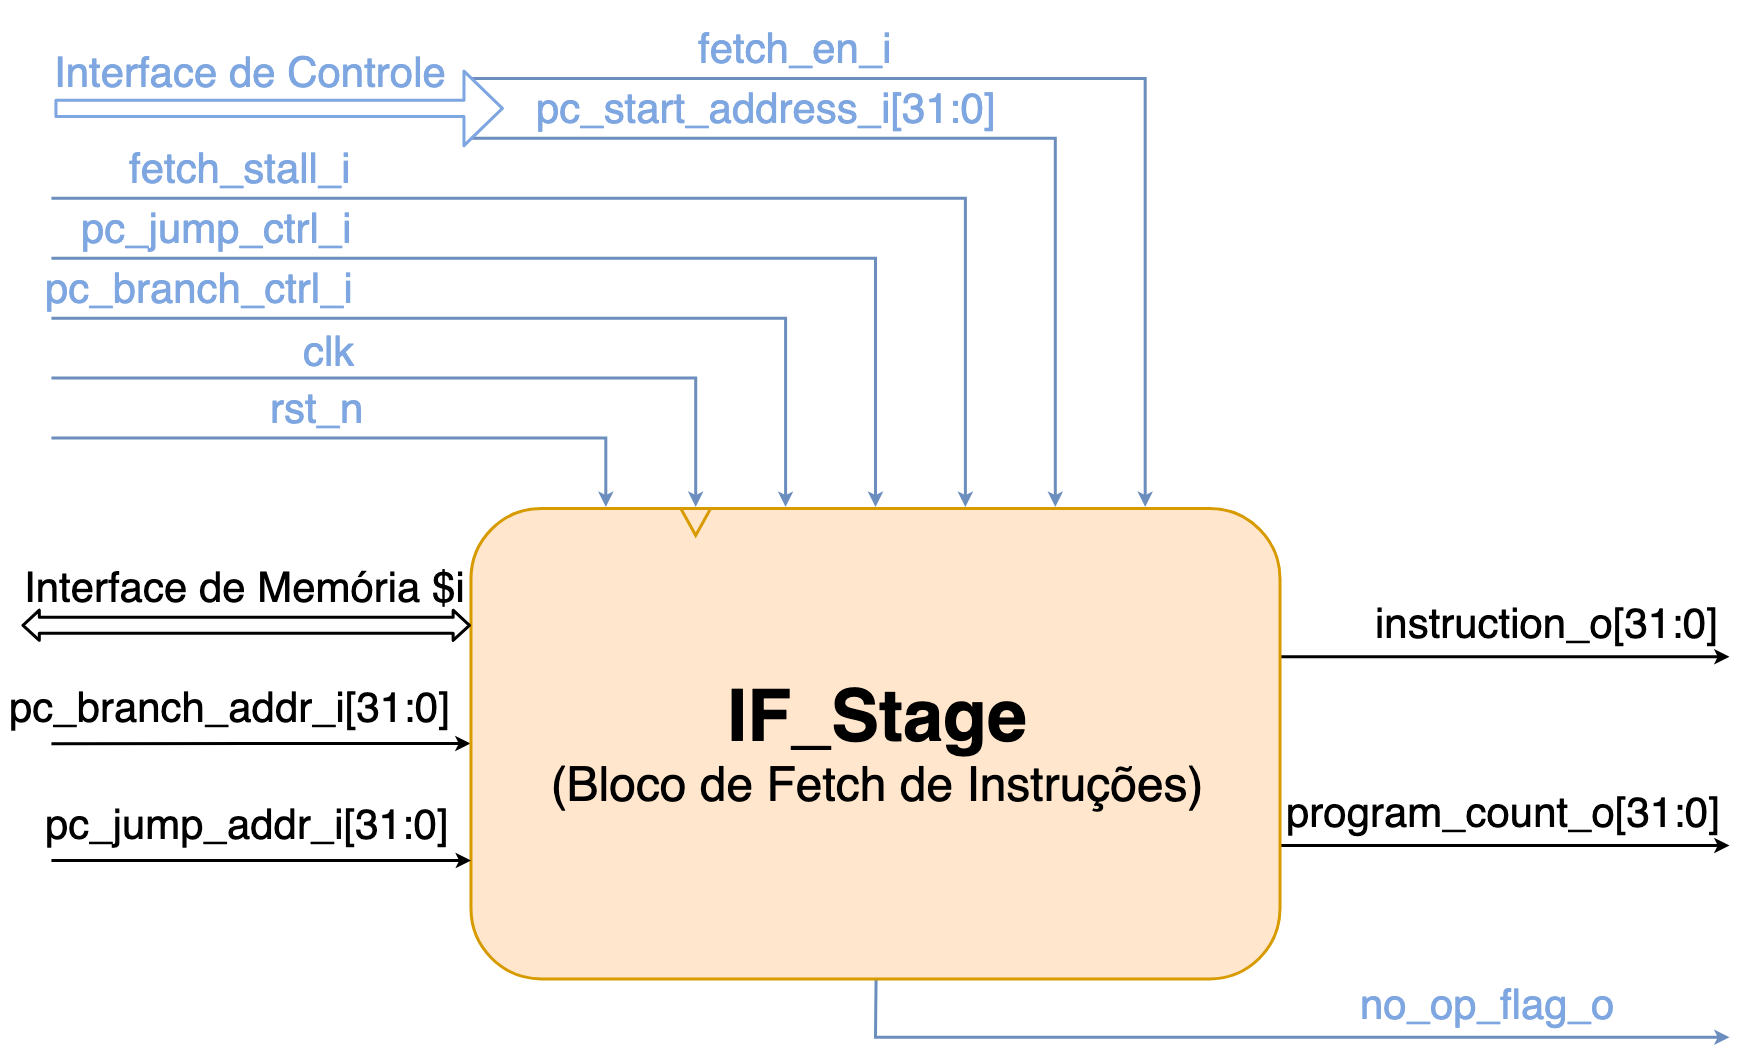 fetch_en_i
Interface de Controle
pc_start_address_i[31:0]
fetch_stall_i
pc_jump_ctrl_i
pc_branch_ctrl_i
clk
rst_n
Interface de Memória $i
instruction_o[31:0]
pc_branch_addr_i[31:0]
IF_Stage
(Bloco de Fetch de Instruções)
pc_jump_addr_i[31:0]
program_count_o[31:0]
no_op_flag_o